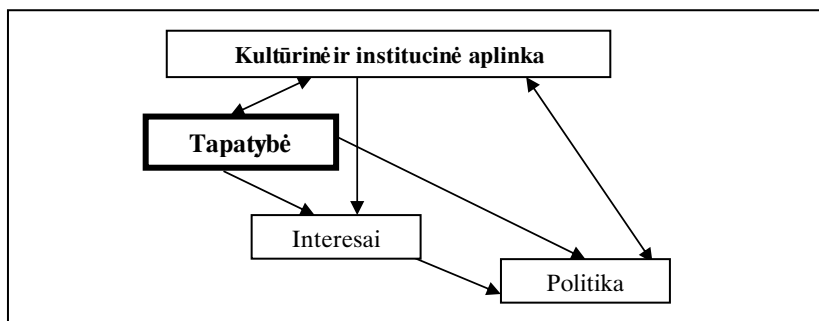 Kultūrinė ir institucinė aplinka
Tapatybė
Interesai
Politika